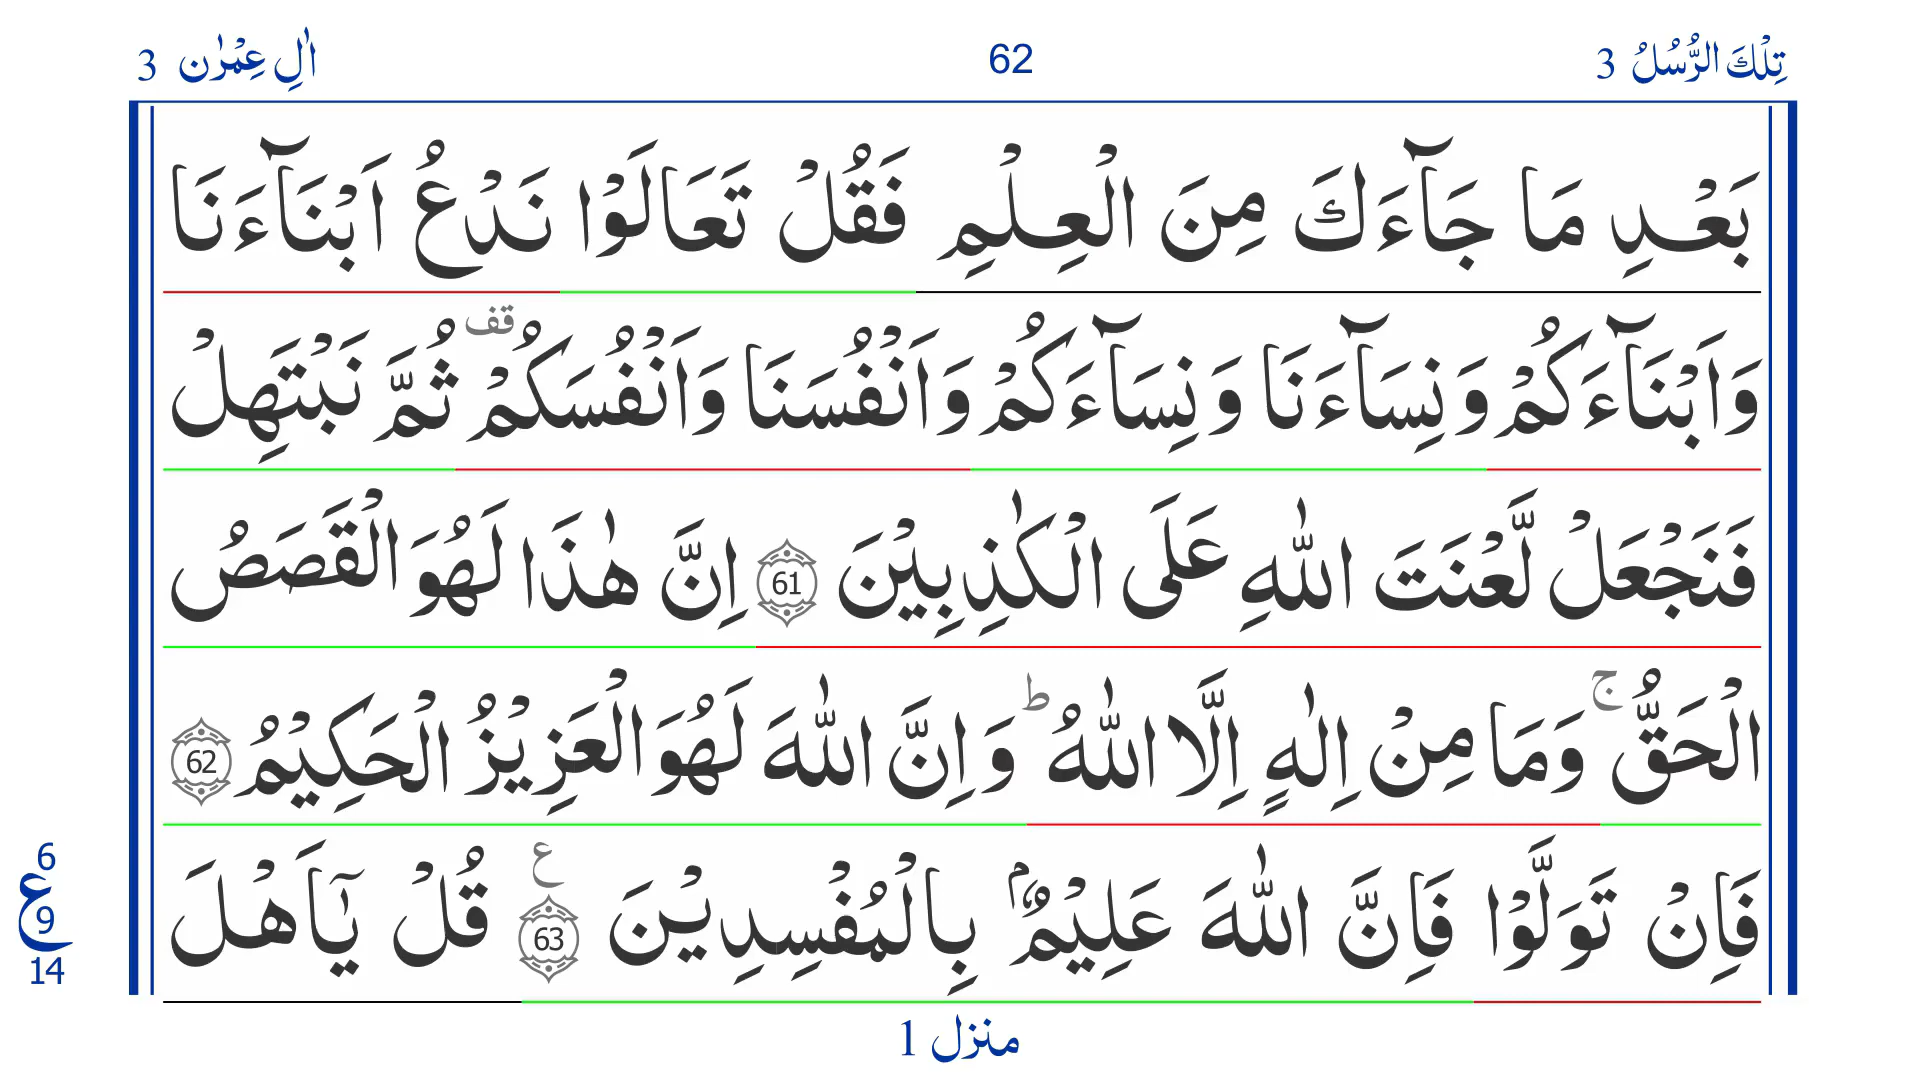 تِلْكَ الرُّسُلُ 3
62
اٰلِ عِمْرٰن 3
بَعْدِ مَا جَآءَكَ مِنَ الْعِلْمِ فَقُلْ تَعَالَوْا نَدْعُ اَبْنَآءَنَا
وَاَبْنَآءَكُمْ وَنِسَآءَنَا وَنِسَآءَكُمْ وَاَنْفُسَنَا وَاَنْفُسَكُمْ قف ثُمَّ نَبْتَهِلْ
فَنَجْعَلْ لَّعْنَتَ اللّٰهِ عَلَى الْكٰذِبِيْنَ 61 اِنَّ هٰذَا لَهُوَ الْقَصَصُ
الْحَقُّ ج وَمَا مِنْ اِلٰهٍ اِلَّا اللّٰهُ ط وَاِنَّ اللّٰهَ لَهُوَ الْعَزِيْزُ الْحَكِيْمُ 62
فَاِنْ تَوَلَّوْا فَاِنَّ اللّٰهَ عَلِيْمٌۢ بِالْمُفْسِدِيْنَ 63 ع قُلْ يٰۤاَهْلَ
6
ع 9
14
منزل 1